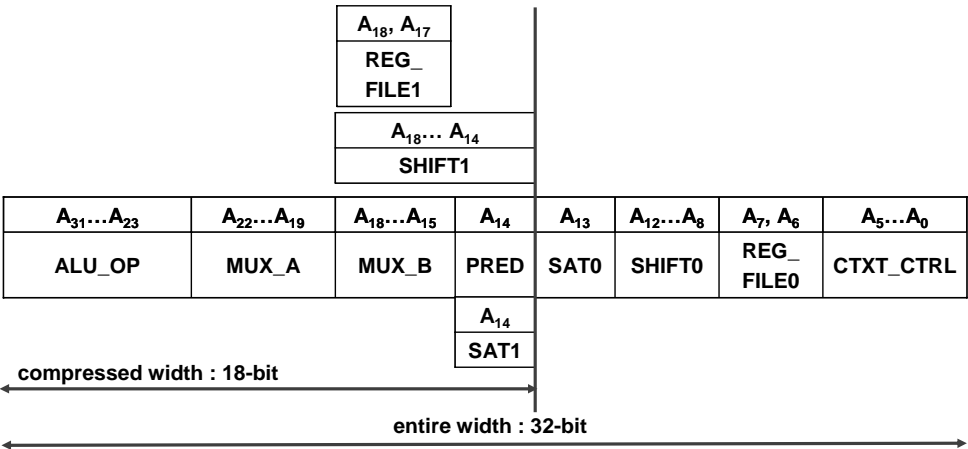 A₁₈, A₁₇
REG_
FILE1
A₁₈… A₁₄
SHIFT1
A₃₁…A₂₃ A₂₂…A₁₉ A₁₈…A₁₅ A₁₄ A₁₃ A₁₂…A₈ A₇, A₆ A₅…A₀
ALU_OP MUX_A MUX_B PRED SAT0 SHIFT0 REG_ FILE0 CTXT_CTRL
A₁₄
SAT1
compressed width : 18-bit
entire width : 32-bit